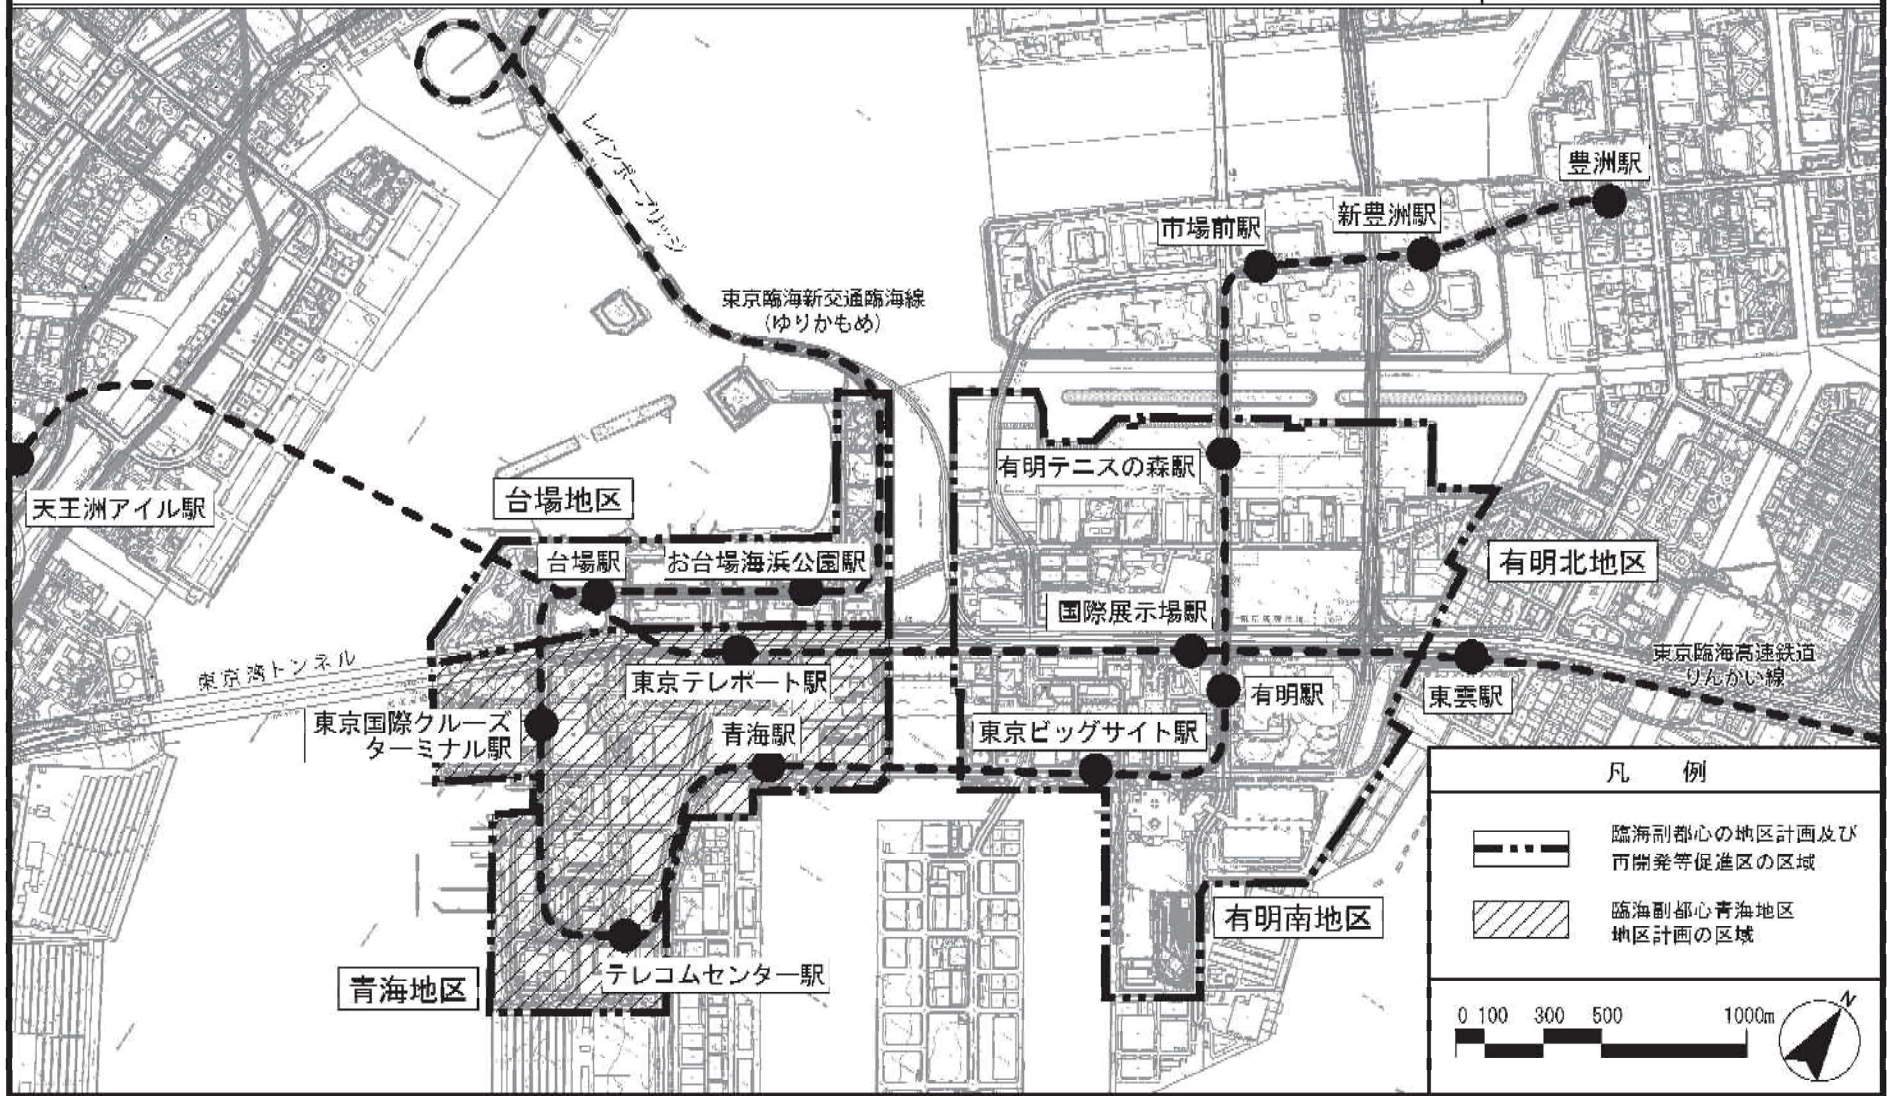 レインボーブリッジ
豊洲駅
新豊洲駅
市場前駅
東京臨海新交通臨海線
(ゆりかもめ)
有明テニスの森駅
天王洲アイル駅
台場地区
台場駅
お台場海浜公園駅
有明北地区
国際展示場駅
東京湾トンネル
東京テレポート駅
東京臨海高速鉄道
りんかい線
有明駅
東雲駅
東京国際クルーズ
ターミナル駅
青海駅
東京ビッグサイト駅
有明南地区
テレコムセンター駅
青海地区
凡 例
臨海副都心の地区計画及び
再開発等促進区の区域
臨海副都心青海地区
地区計画の区域
0 100 300 500 1000m
N